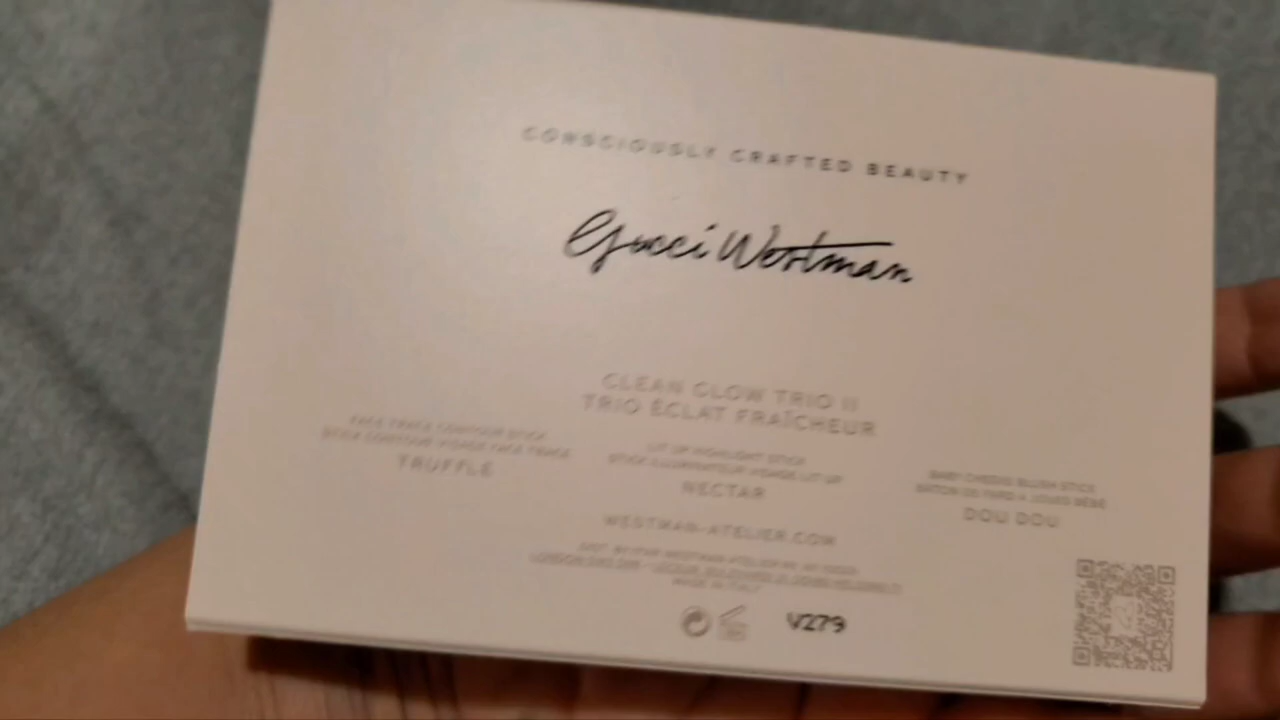 CONSCIOUSLY CRAFTED BEAUTY
Gucci Westman
CLEAN GLOW TRIO II
TRIO ÉCLAT FRAÎCHEUR
FACE TRACE CONTOUR STICK
STICK CONTOUR VISAGE FACE TRACE
TRUFFLE
LIT UP HIGHLIGHT STICK
STICK ILLUMINATEUR VISAGE LIT UP
NECTAR
BABY CHEEKS BLUSH STICK
BÂTON DE FARD À JOUES BÉBÉ
DOU DOU
WESTMAN-ATELIER.COM
MADE IN ITALY
V279